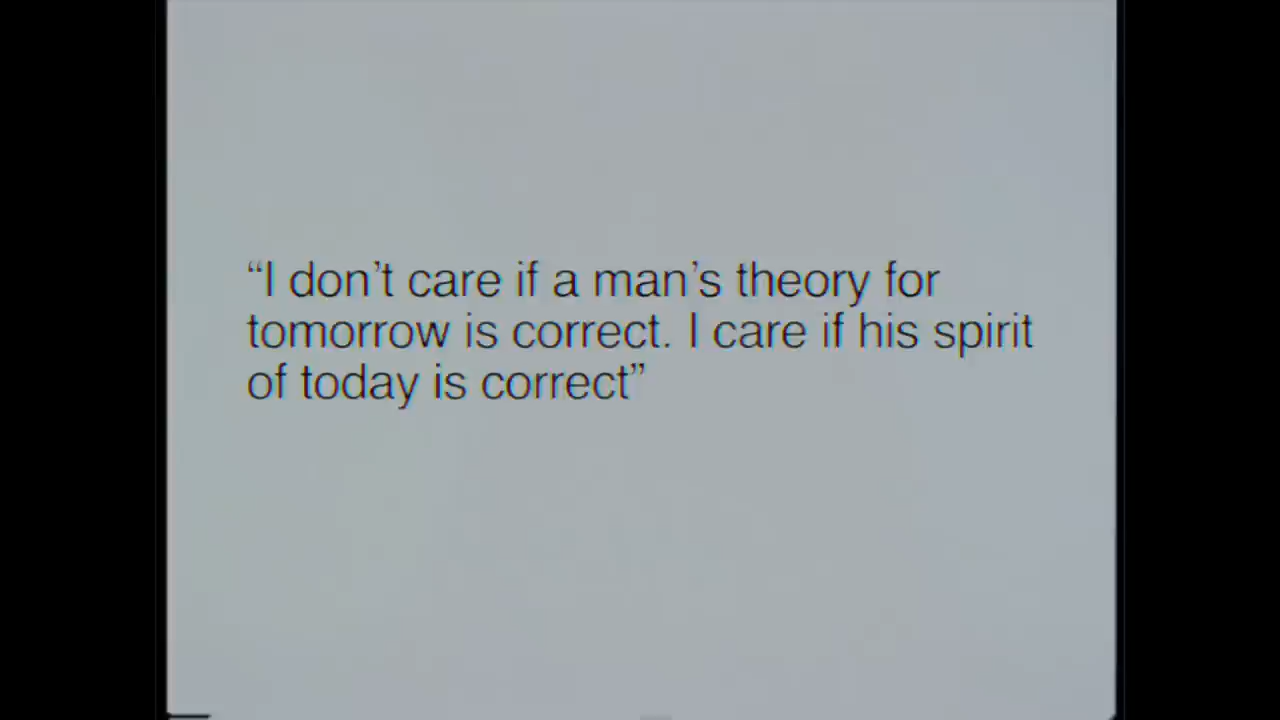 “I don’t care if a man’s theory for
tomorrow is correct. I care if his spirit
of today is correct”